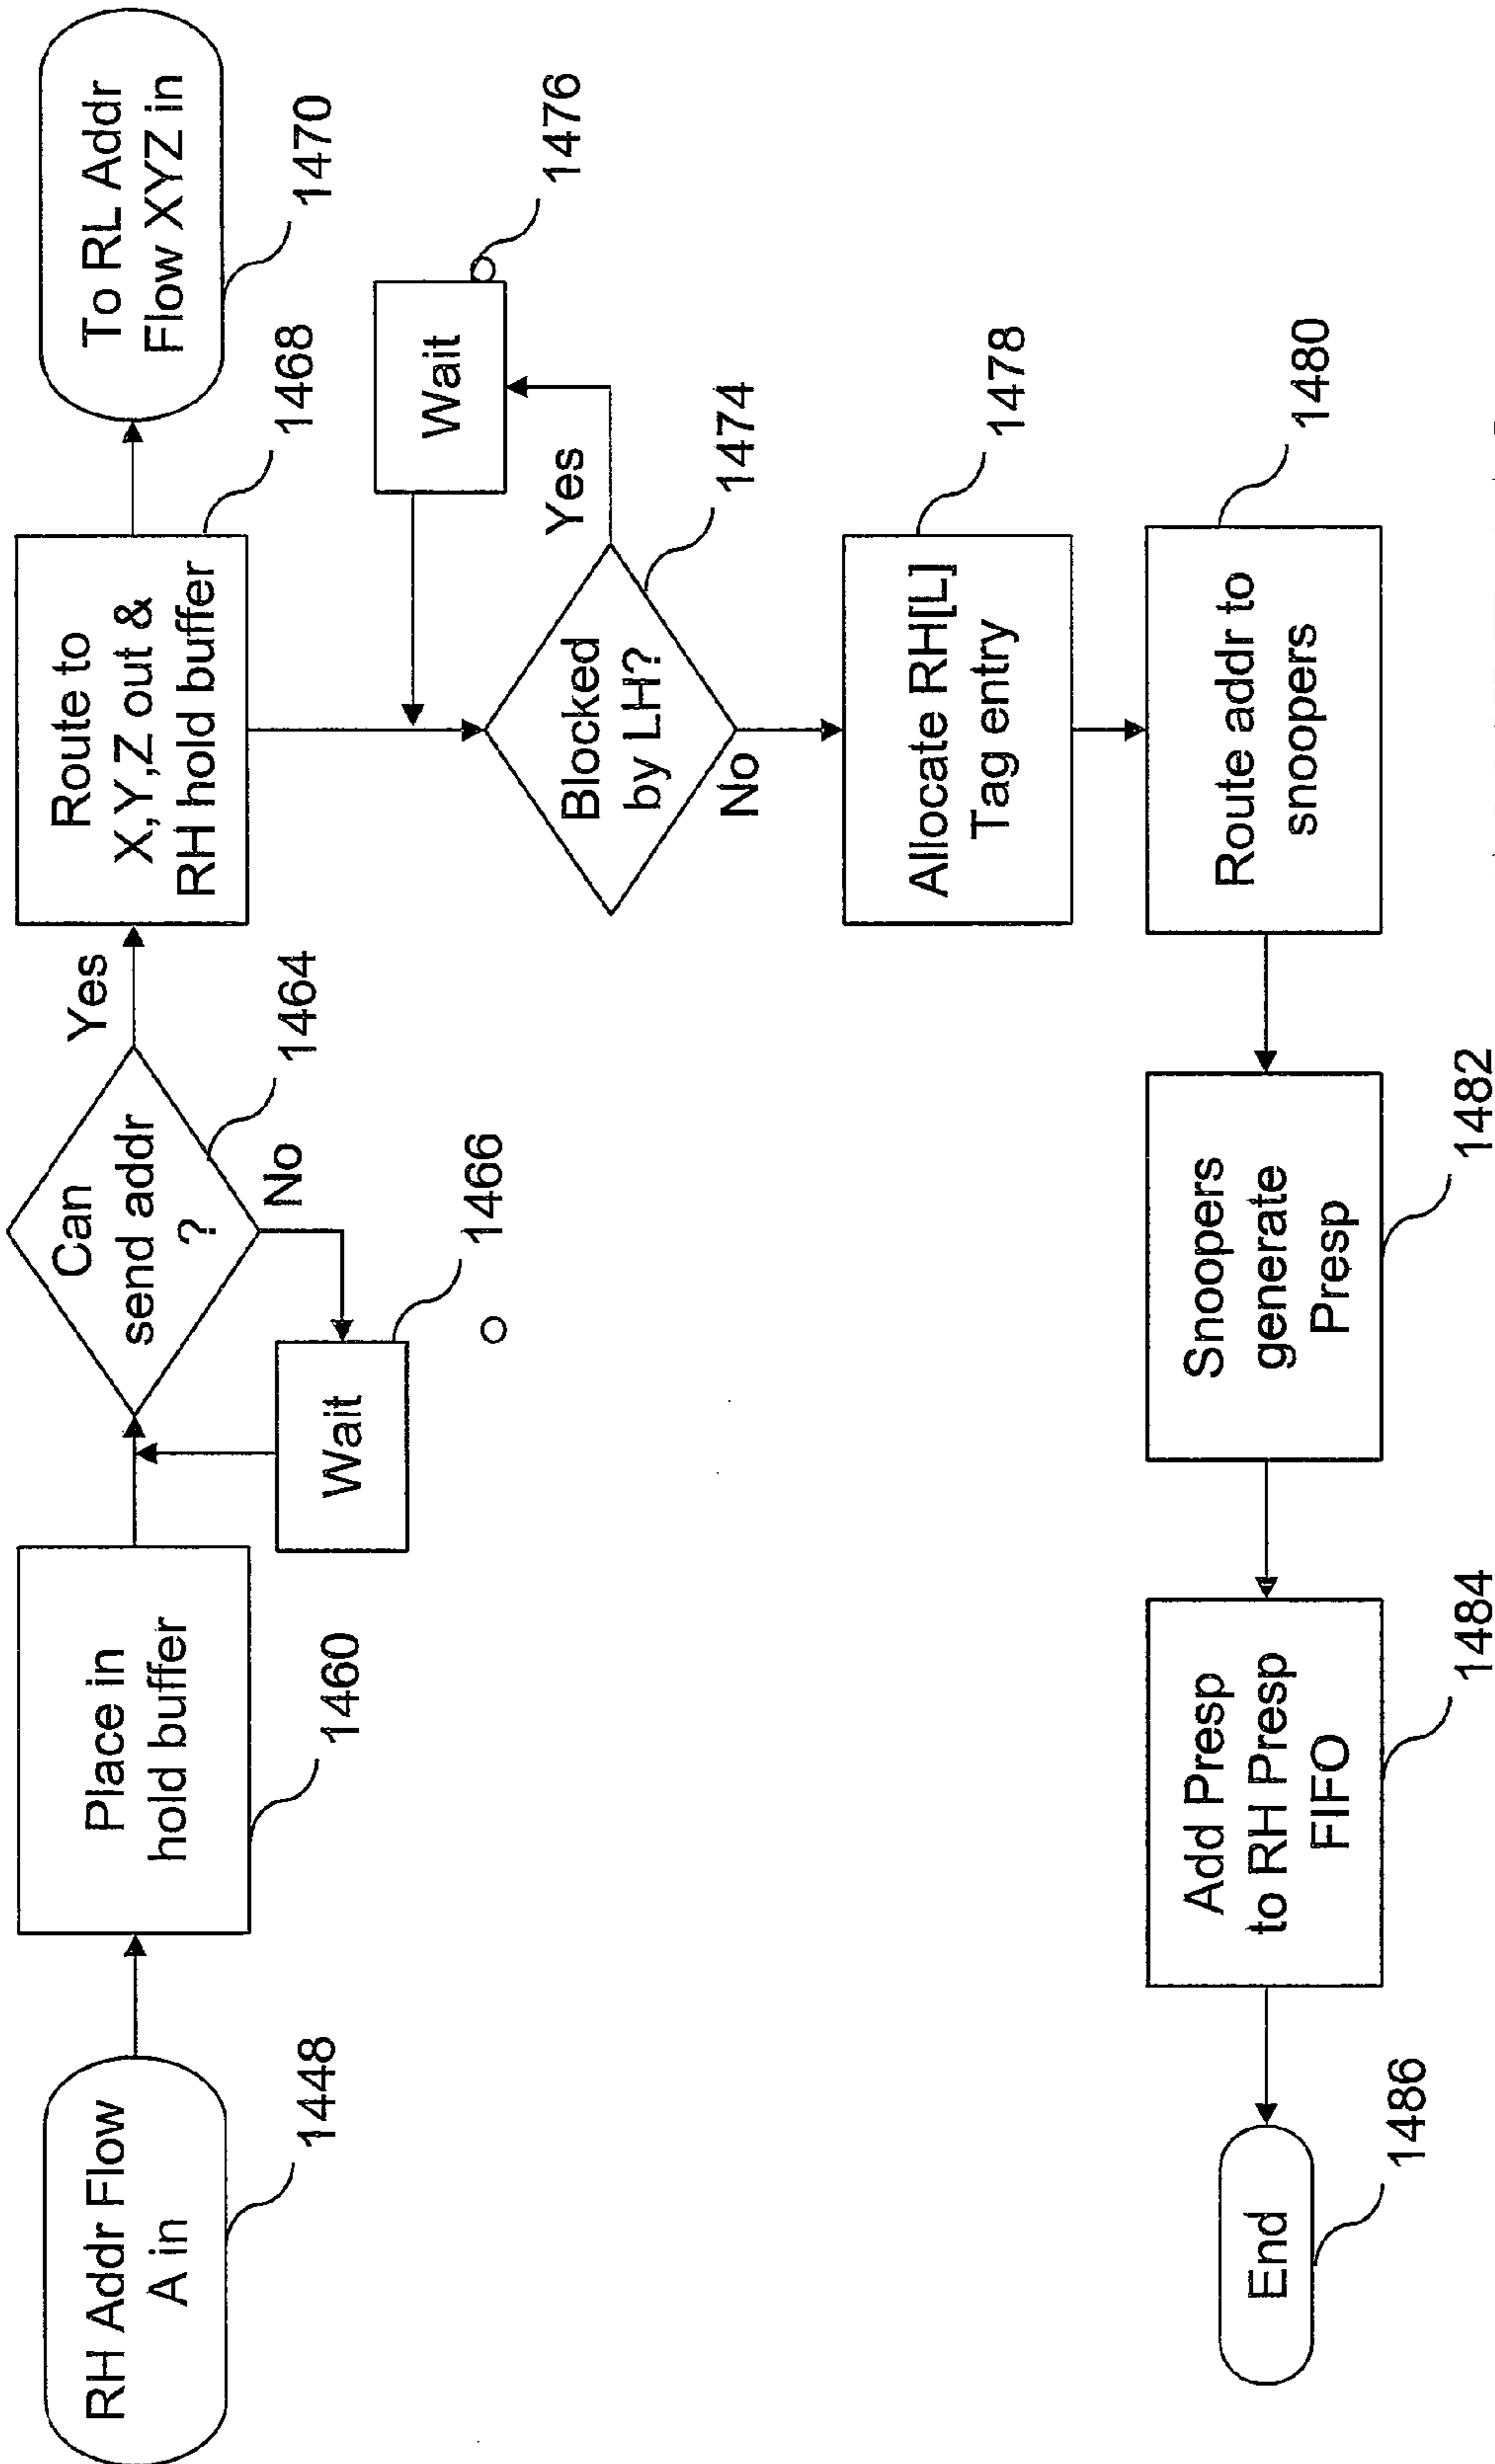 RH Addr Flow
A in
1448
Place in
hold buffer
1460
Can
send addr
?
1464
Yes
No
Wait
1466
Route to
X,Y,Z out &
RH hold buffer
1468
To RL Addr
Flow XYZ in
1470
Blocked
by LH?
1474
Yes
Wait
1476
No
Allocate RH[L]
Tag entry
1478
Route addr to
snoopers
1480
Snoopers
generate
Presp
1482
Add Presp
to RH Presp
FIFO
1484
End
1486